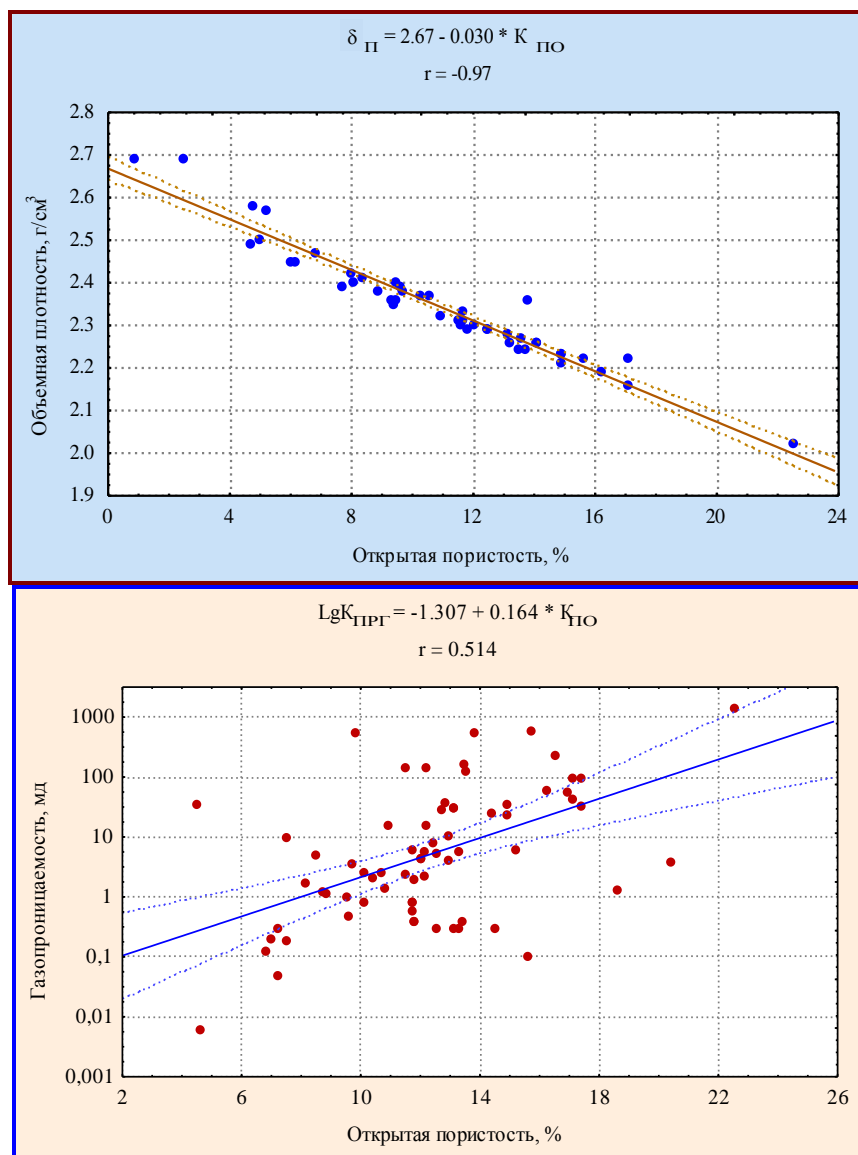 δ П = 2.67 - 0.030 * К ПО
r = -0.97
Объемная плотность, г/см³
2.8
2.7
2.6
2.5
2.4
2.3
2.2
2.1
2.0
1.9
0 4 8 12 16 20 24
Открытая пористость, %
LgКПРГ = -1.307 + 0.164 * КПО
r = 0.514
Газопроницаемость, мд
1000
100
10
1
0,1
0,01
0,001
2 6 10 14 18 22 26
Открытая пористость, %